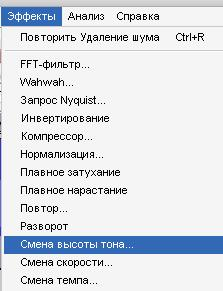 Эффекты Анализ Справка
Повторить Удаление шума Ctrl+R
FFT-фильтр...
Wahwah...
Запрос Nyquist...
Инвертирование
Компрессор...
Нормализация...
Плавное затухание
Плавное нарастание
Повтор...
Разворот
Смена высоты тона...
Смена скорости...
Смена темпа...